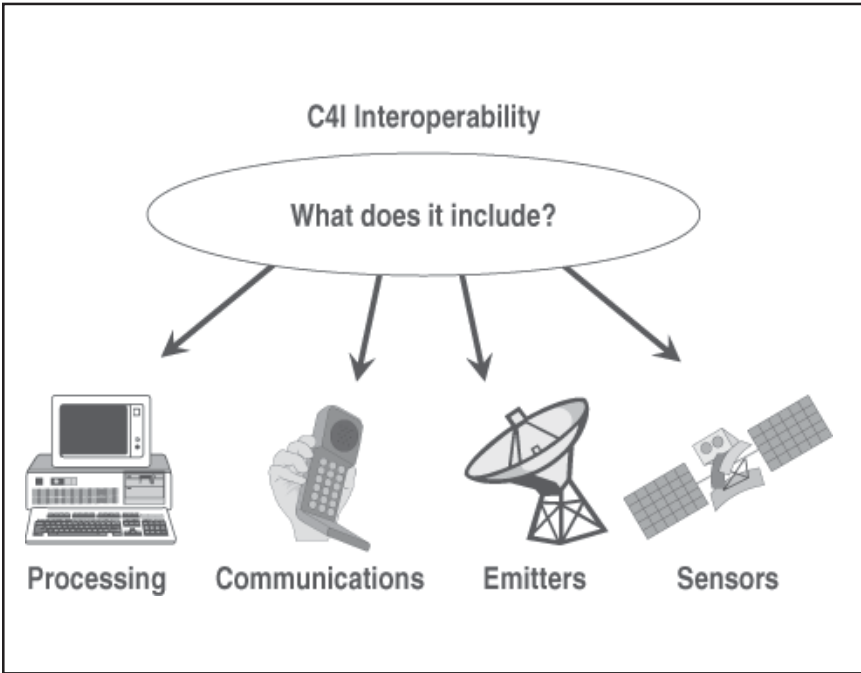 C4I Interoperability
What does it include?
Processing
Communications
Emitters
Sensors